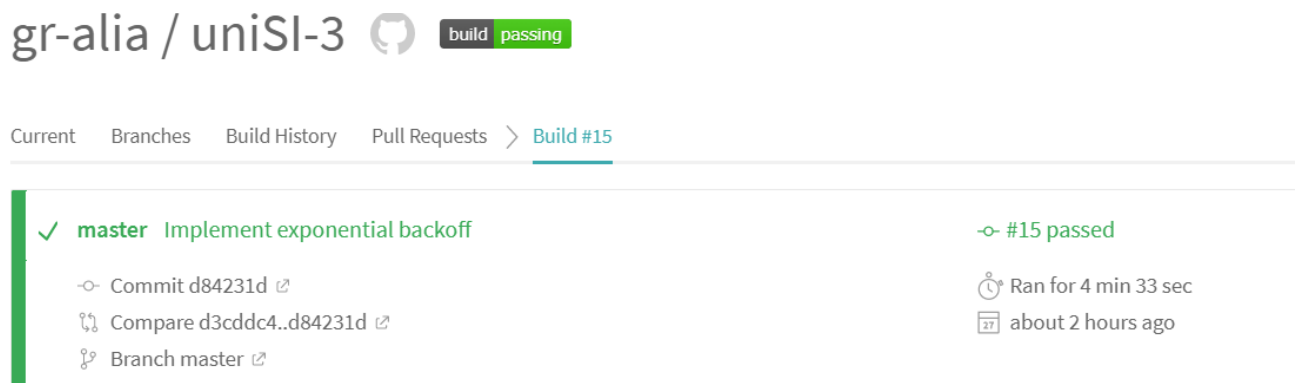 gr-alia / uniSI-3 build passing
Current Branches Build History Pull Requests Build #15
master Implement exponential backoff #15 passed
Commit d84231d Ran for 4 min 33 sec
Compare d3cddc4..d84231d 27 about 2 hours ago
Branch master